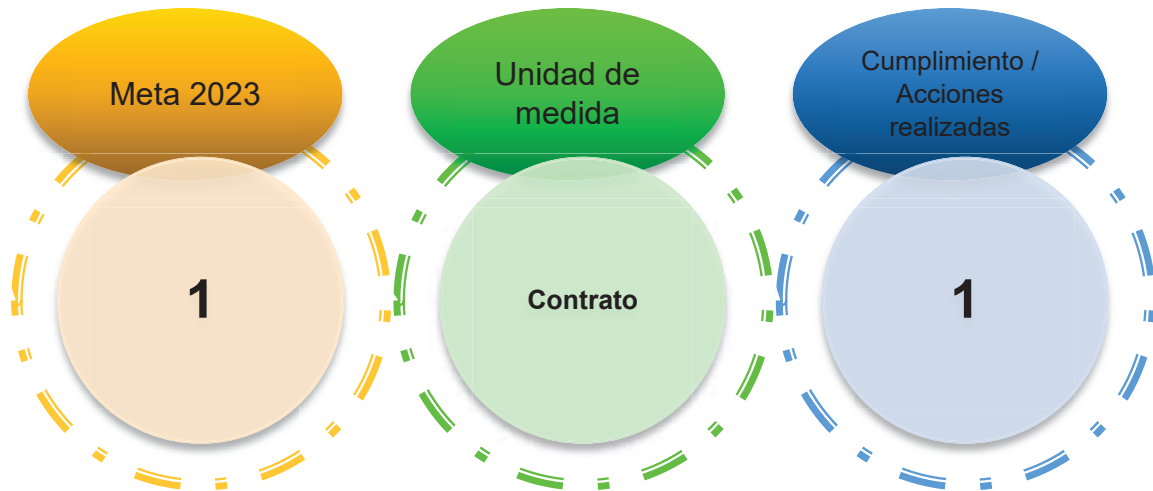 Meta 2023
Unidad de
medida
Cumplimiento /
Acciones
realizadas
1
Contrato
1